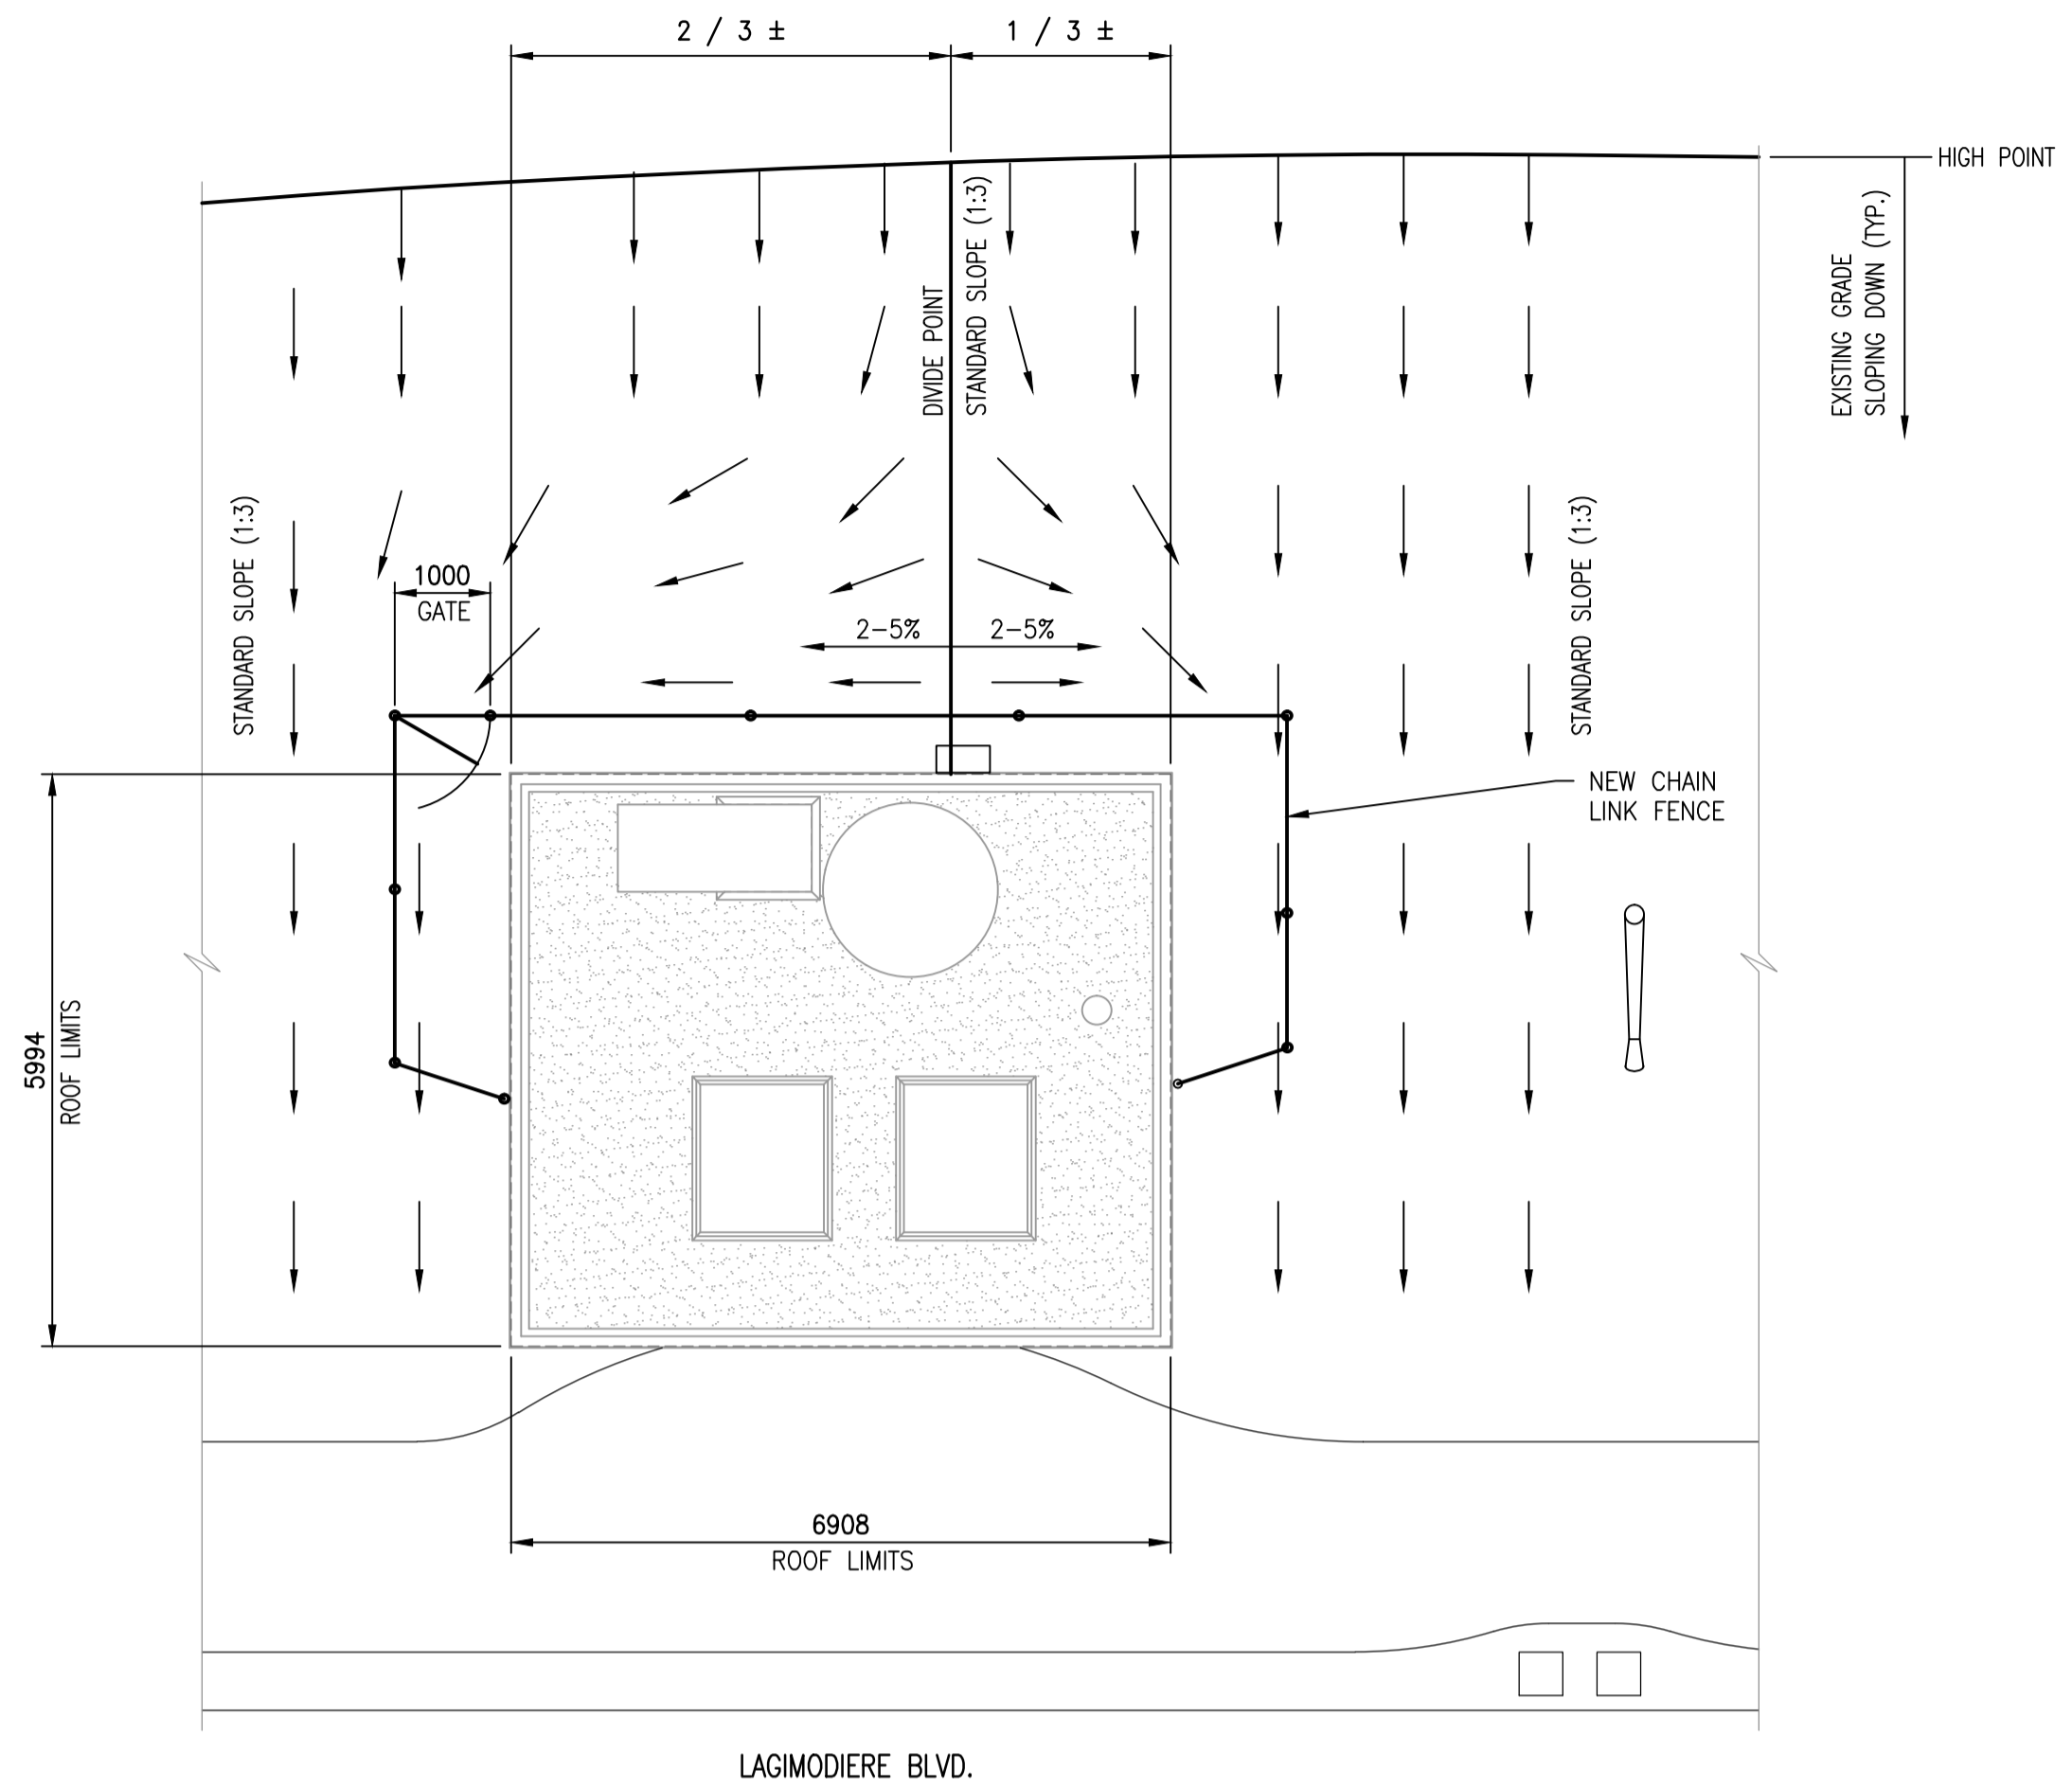 2 / 3 ±
1 / 3 ±
HIGH POINT
EXISTING GRADE
SLOPING DOWN (TYP.)
DIVIDE POINT
STANDARD SLOPE (1:3)
STANDARD SLOPE (1:3)
STANDARD SLOPE (1:3)
1000
GATE
2-5%
2-5%
NEW CHAIN
LINK FENCE
5994
ROOF LIMITS
6908
ROOF LIMITS
LAGIMODIERE BLVD.